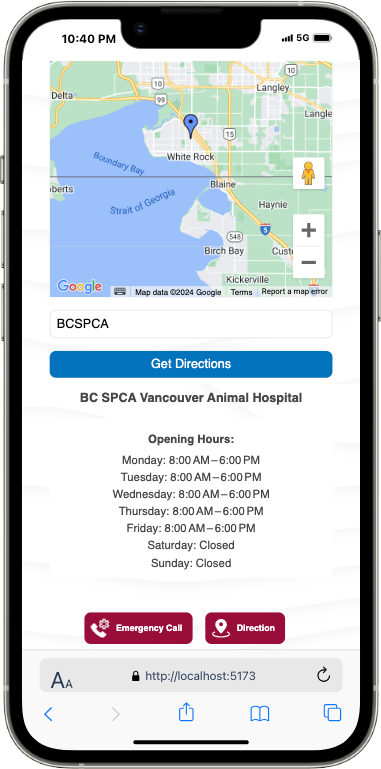 10:40 PM
5G
10
10
Langley
Delta
99
Langle
15
White Rock
Boundary Bay
Blaine
berts
Strait of Georgia
Haynie
5
548
Birch Bay
Custe
Kickerville
Google
Map data ©2024 Google
Terms
Report a map error
BCSPCA
Get Directions
BC SPCA Vancouver Animal Hospital
Opening Hours:
Monday: 8:00 AM – 6:00 PM
Tuesday: 8:00 AM – 6:00 PM
Wednesday: 8:00 AM – 6:00 PM
Thursday: 8:00 AM – 6:00 PM
Friday: 8:00 AM – 6:00 PM
Saturday: Closed
Sunday: Closed
Emergency Call
Direction
AA
http://localhost:5173